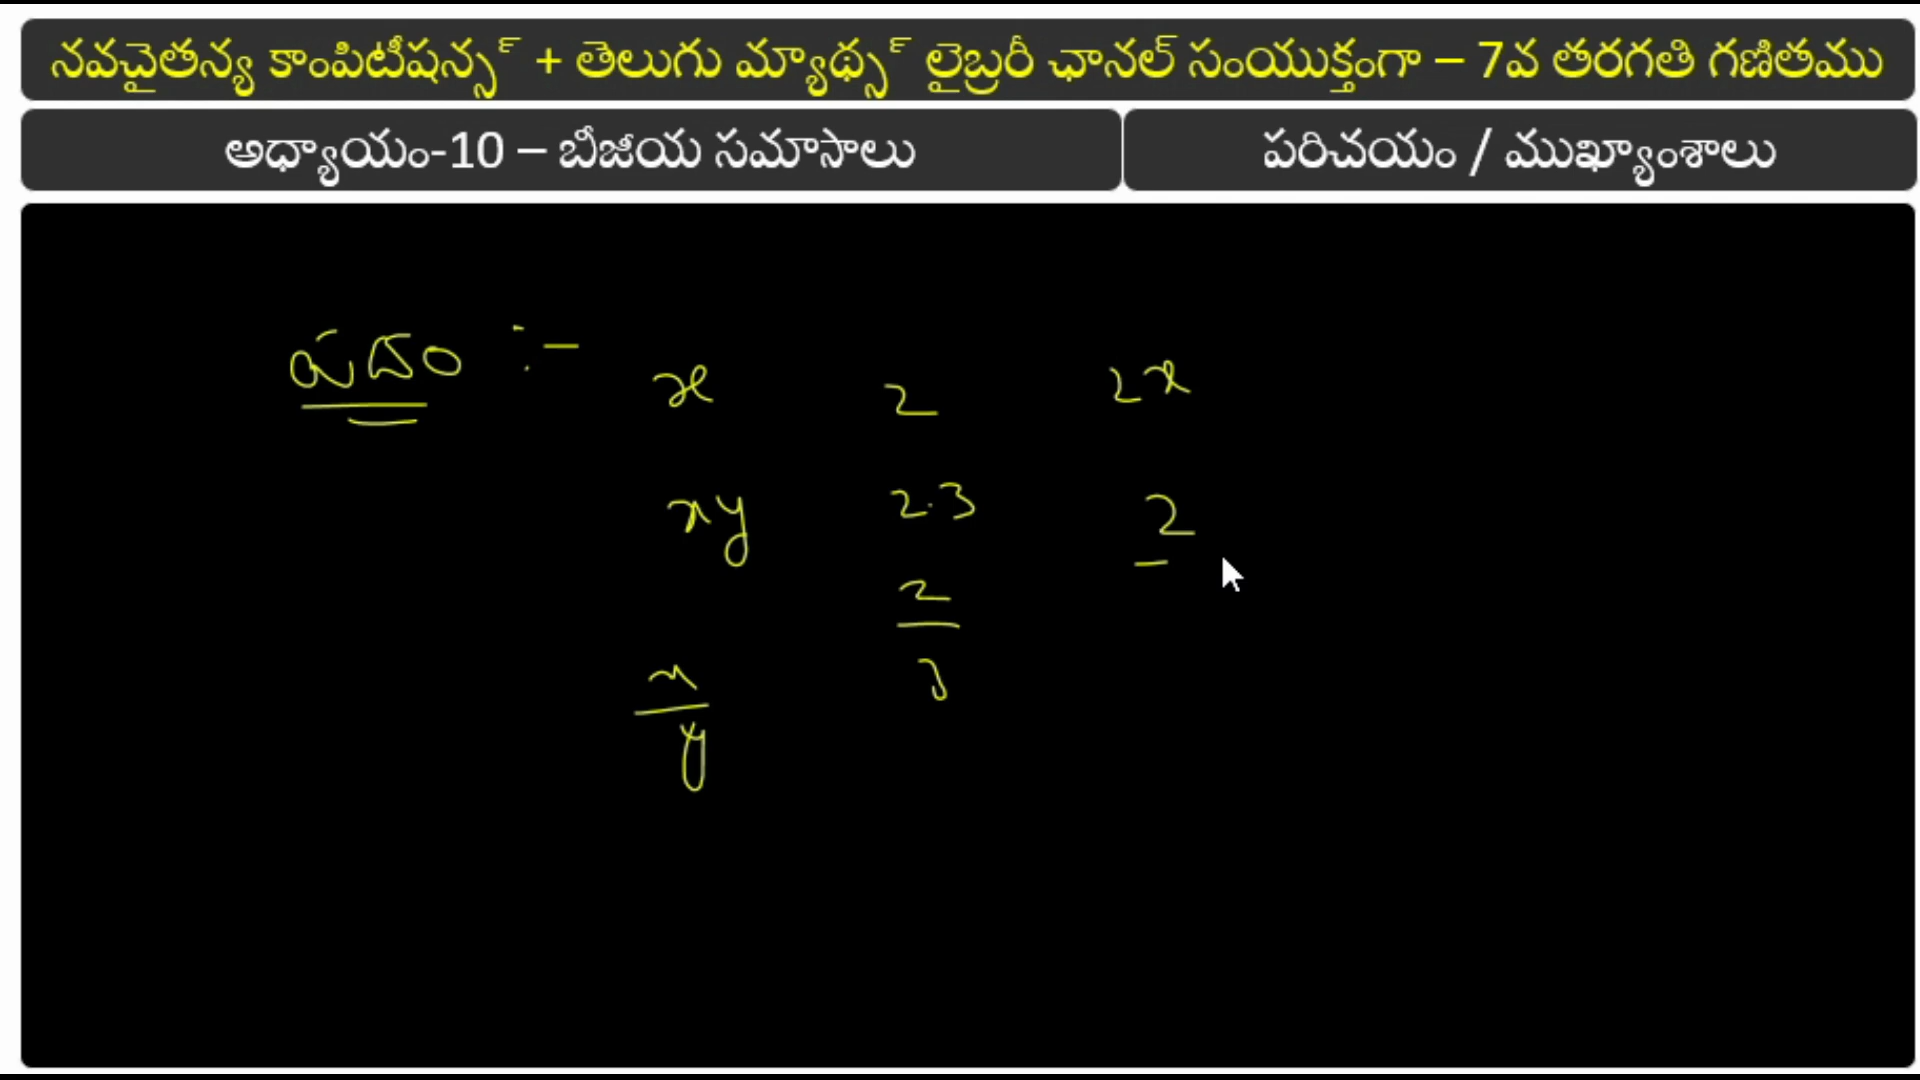 నవచైతన్య కాంపిటీషన్స్ + తెలుగు మ్యాథ్స్ లైబ్రరీ ఛానల్ సంయుక్తంగా – 7వ తరగతి గణితము
అధ్యాయం-10 – బీజీయ సమాసాలు
పరిచయం / ముఖ్యాంశాలు
పదం :- x 2 2x
xy 2.3 2
2/3
x/y